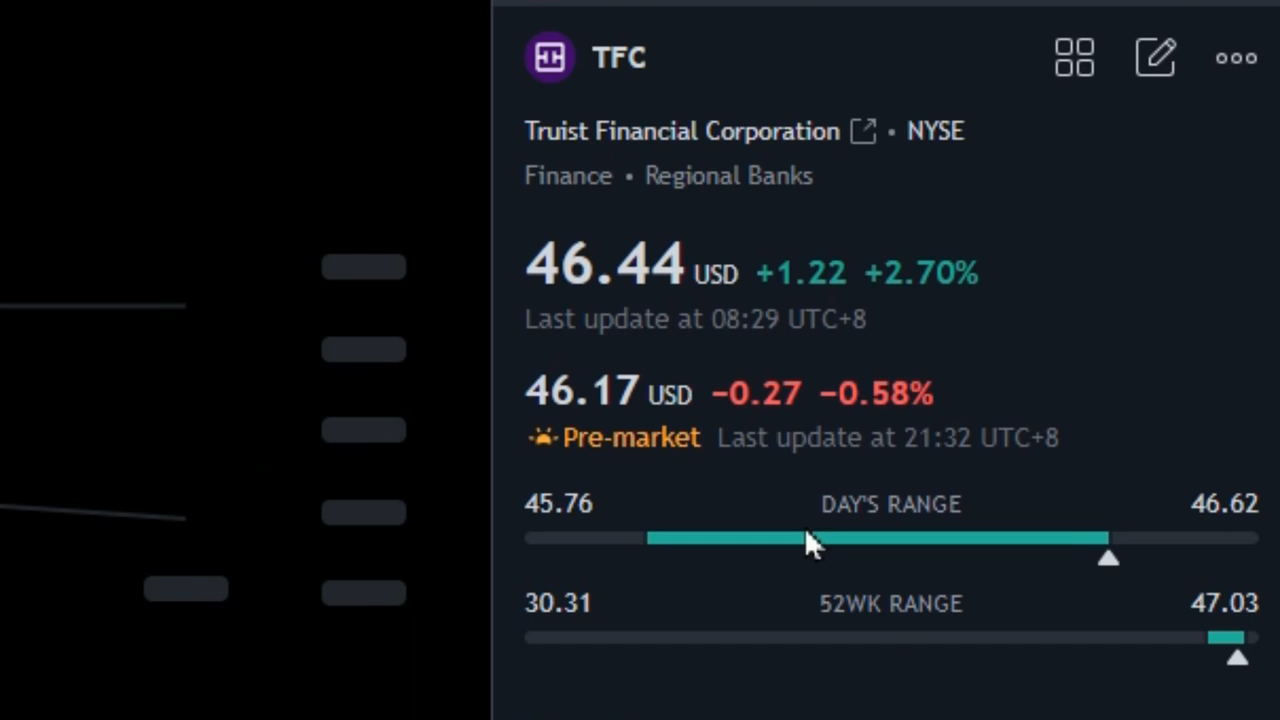 TFC
Truist Financial Corporation • NYSE
Finance • Regional Banks
46.44 USD +1.22 +2.70%
Last update at 08:29 UTC+8
46.17 USD −0.27 −0.58%
Pre-market Last update at 21:32 UTC+8
45.76 DAY'S RANGE 46.62
30.31 52WK RANGE 47.03